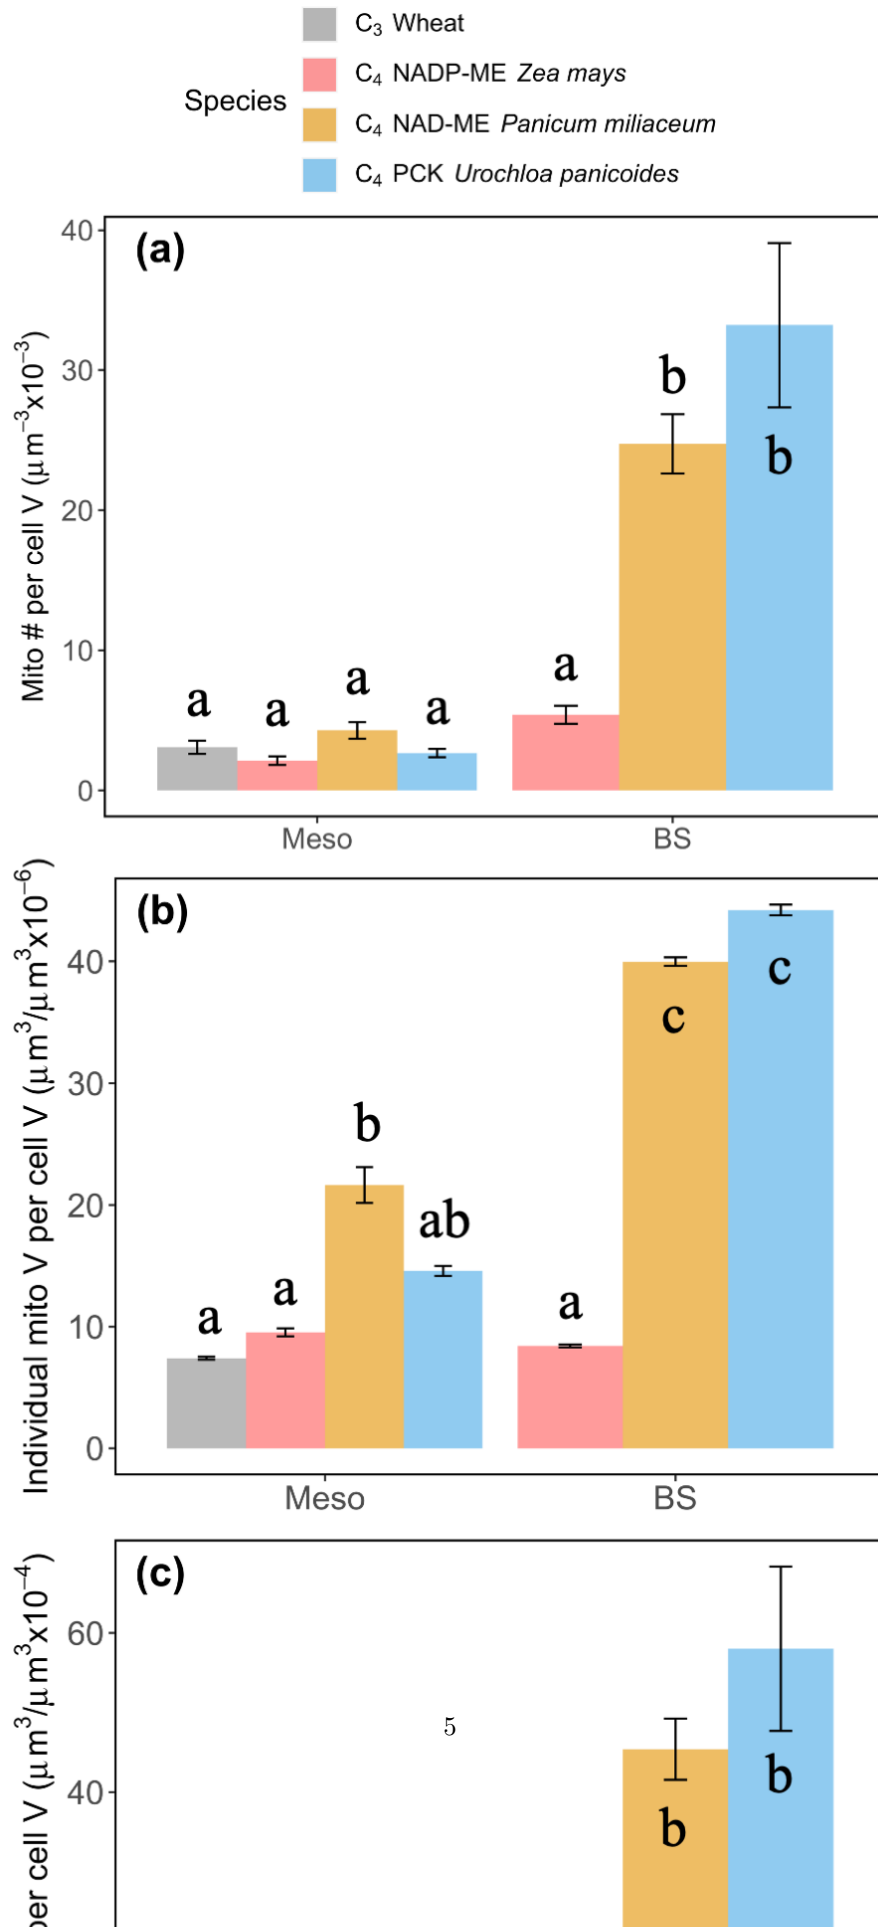 Species
C₃ Wheat
C₄ NADP-ME Zea mays
C₄ NAD-ME Panicum miliaceum
C₄ PCK Urochloa panicoides
(a)
Mito # per cell V (μm⁻³x10⁻³)
40
30
20
10
0
a
a
a
a
a
b
b
Meso
BS
(b)
Individual mito V per cell V (μm³/μm³x10⁻⁶)
40
30
20
10
0
a
a
b
ab
a
c
c
Meso
BS
(c)
per cell V (μm³/μm³x10⁻⁴)
60
40
b
b
5